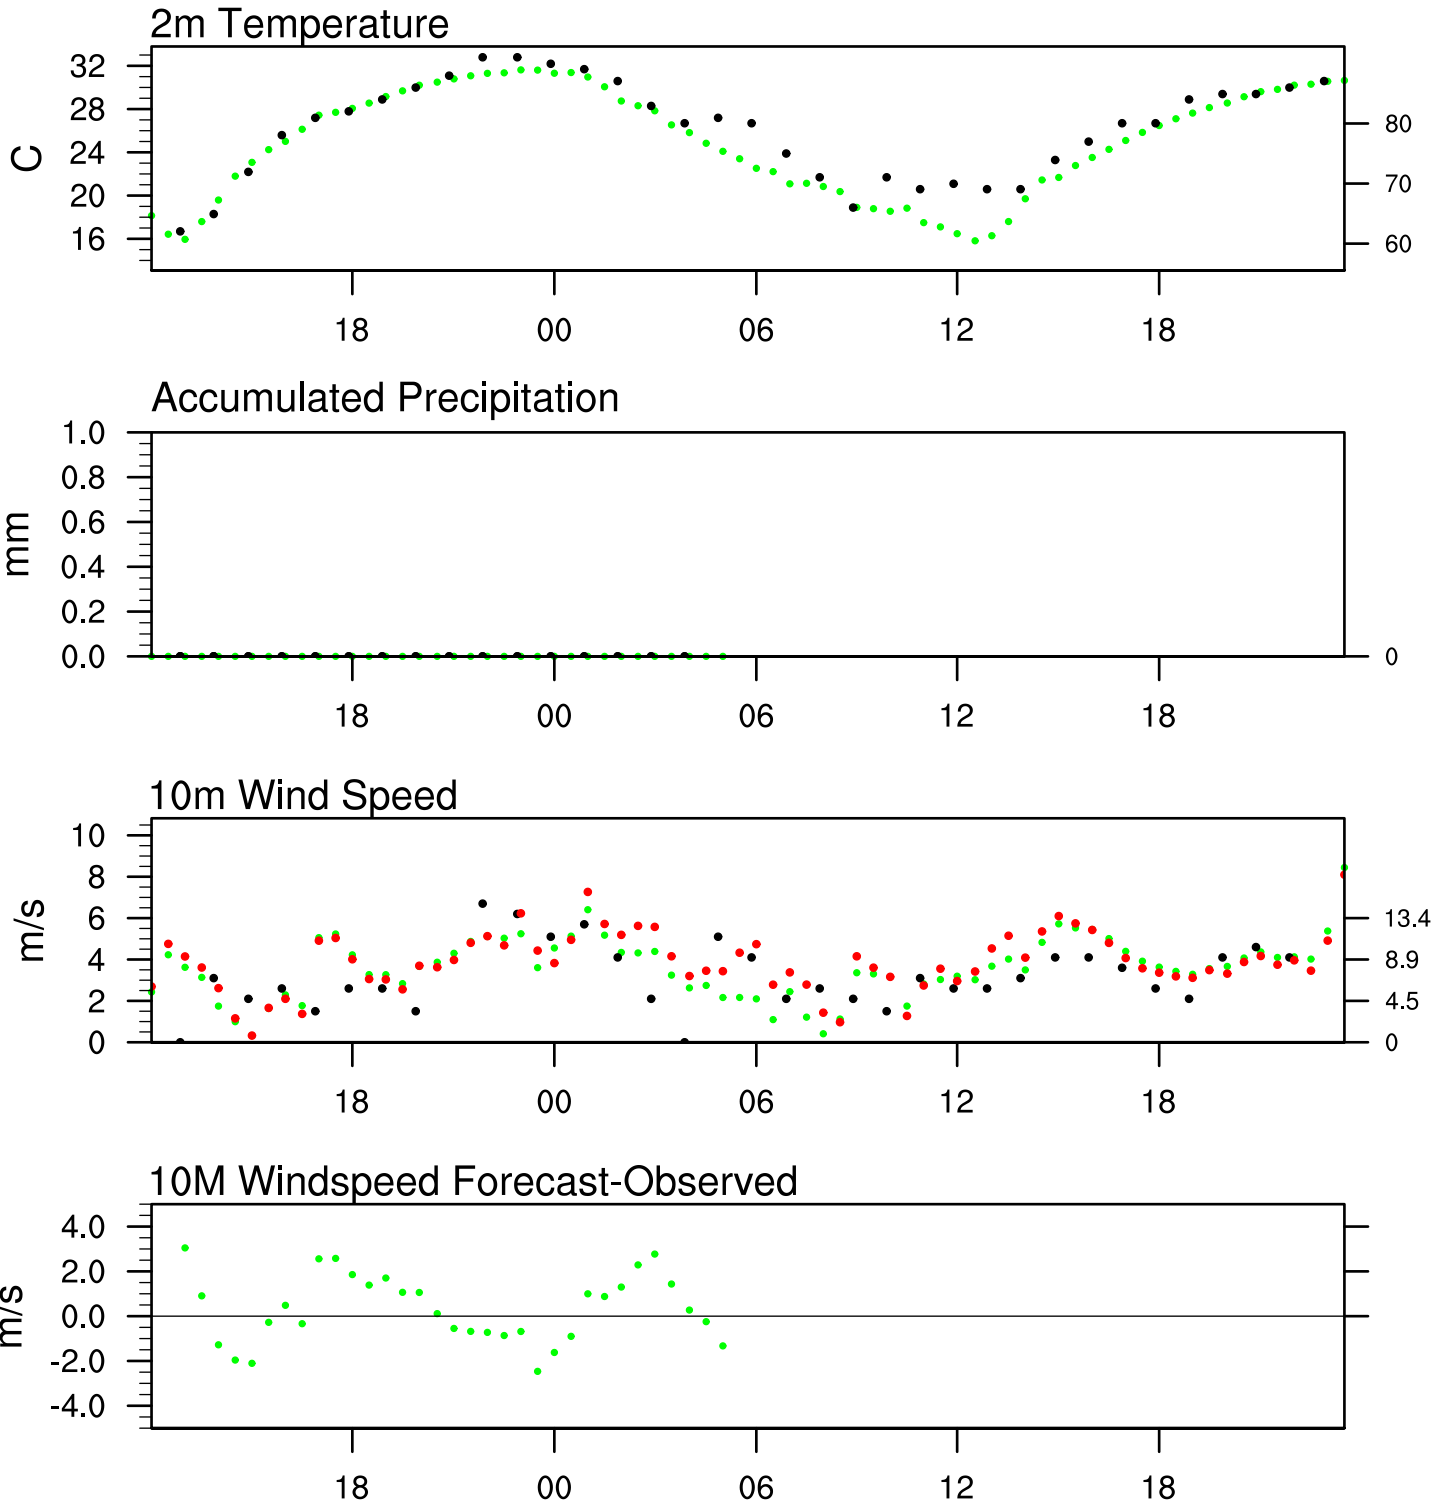 2m Temperature
32
28
24
20
16
C
80
70
60
18 00 06 12 18
Accumulated Precipitation
1.0
0.8
0.6
0.4
0.2
0.0
mm
0
18 00 06 12 18
10m Wind Speed
10
8
6
4
2
0
m/s
13.4
8.9
4.5
0
18 00 06 12 18
10M Windspeed Forecast-Observed
4.0
2.0
0.0
-2.0
-4.0
m/s
18 00 06 12 18